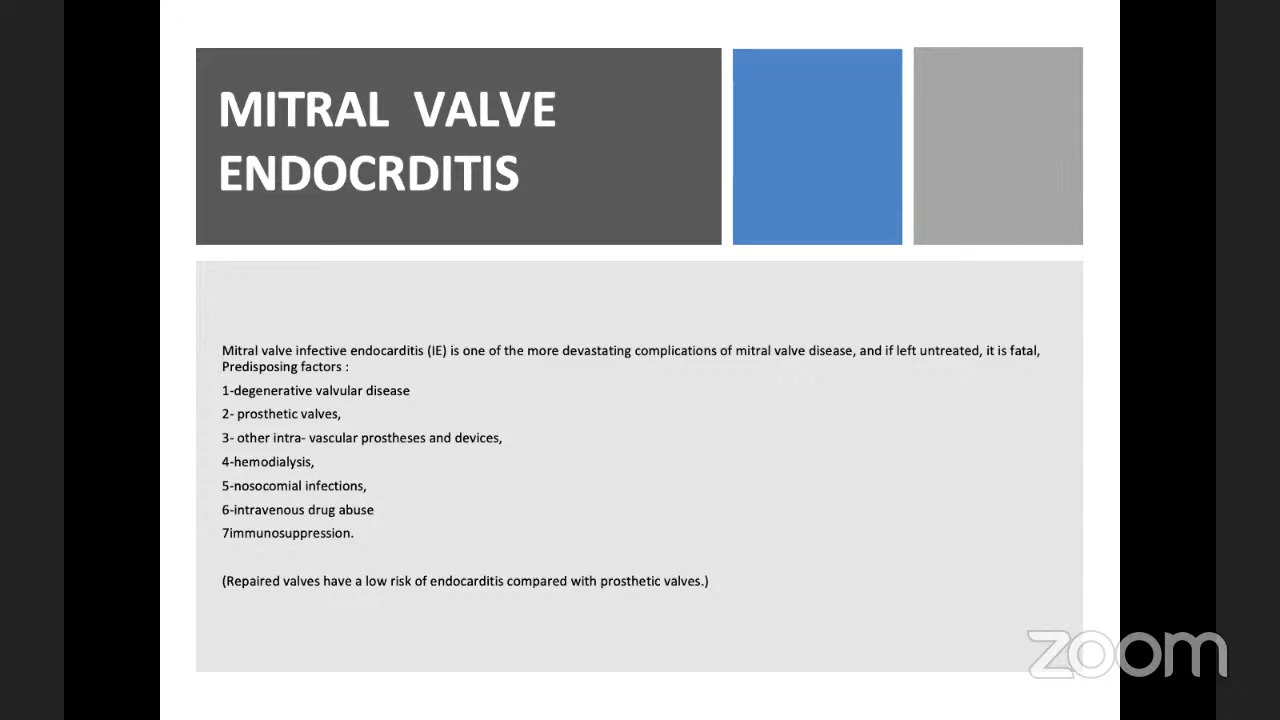 MITRAL VALVE
ENDOCRDITIS
Mitral valve infective endocarditis (IE) is one of the more devastating complications of mitral valve disease, and if left untreated, it is fatal,
Predisposing factors :
1-degenerative valvular disease
2- prosthetic valves,
3- other intra- vascular prostheses and devices,
4-hemodialysis,
5-nosocomial infections,
6-intravenous drug abuse
7immunosuppression.
(Repaired valves have a low risk of endocarditis compared with prosthetic valves.)
zoom